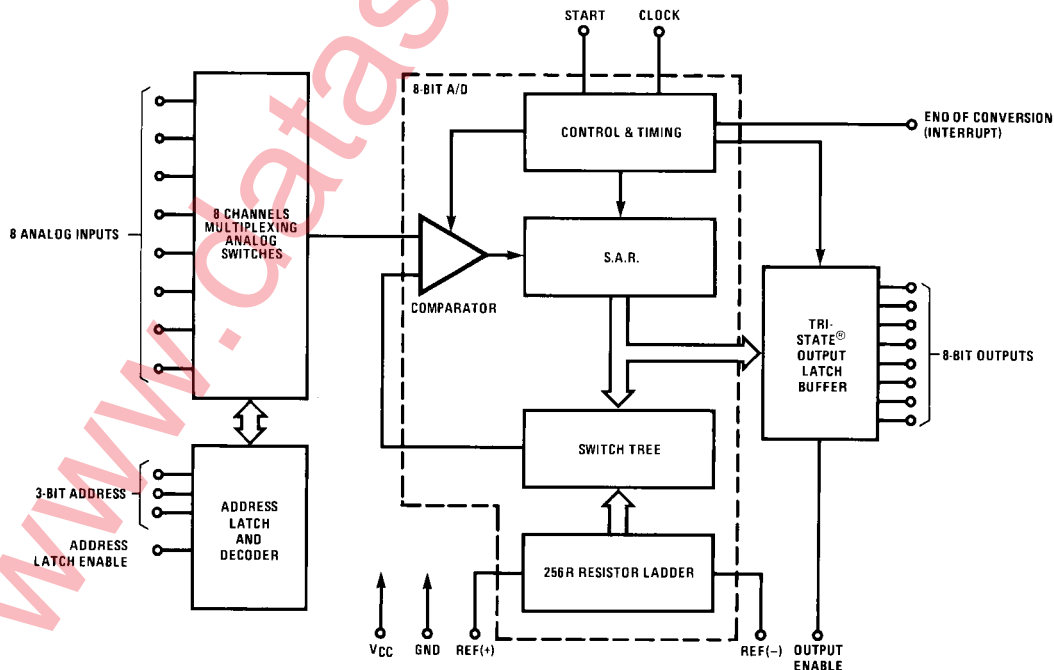 START
CLOCK
8-BIT A/D
CONTROL & TIMING
END OF CONVERSION
(INTERRUPT)
8 ANALOG INPUTS
8 CHANNELS
MULTIPLEXING
ANALOG
SWITCHES
S.A.R.
COMPARATOR
TRI-
STATE®
OUTPUT
LATCH
BUFFER
8-BIT OUTPUTS
SWITCH TREE
3-BIT ADDRESS
ADDRESS
LATCH ENABLE
ADDRESS
LATCH
AND
DECODER
256R RESISTOR LADDER
VCC
GND
REF(+)
REF(−)
OUTPUT
ENABLE
www.datas